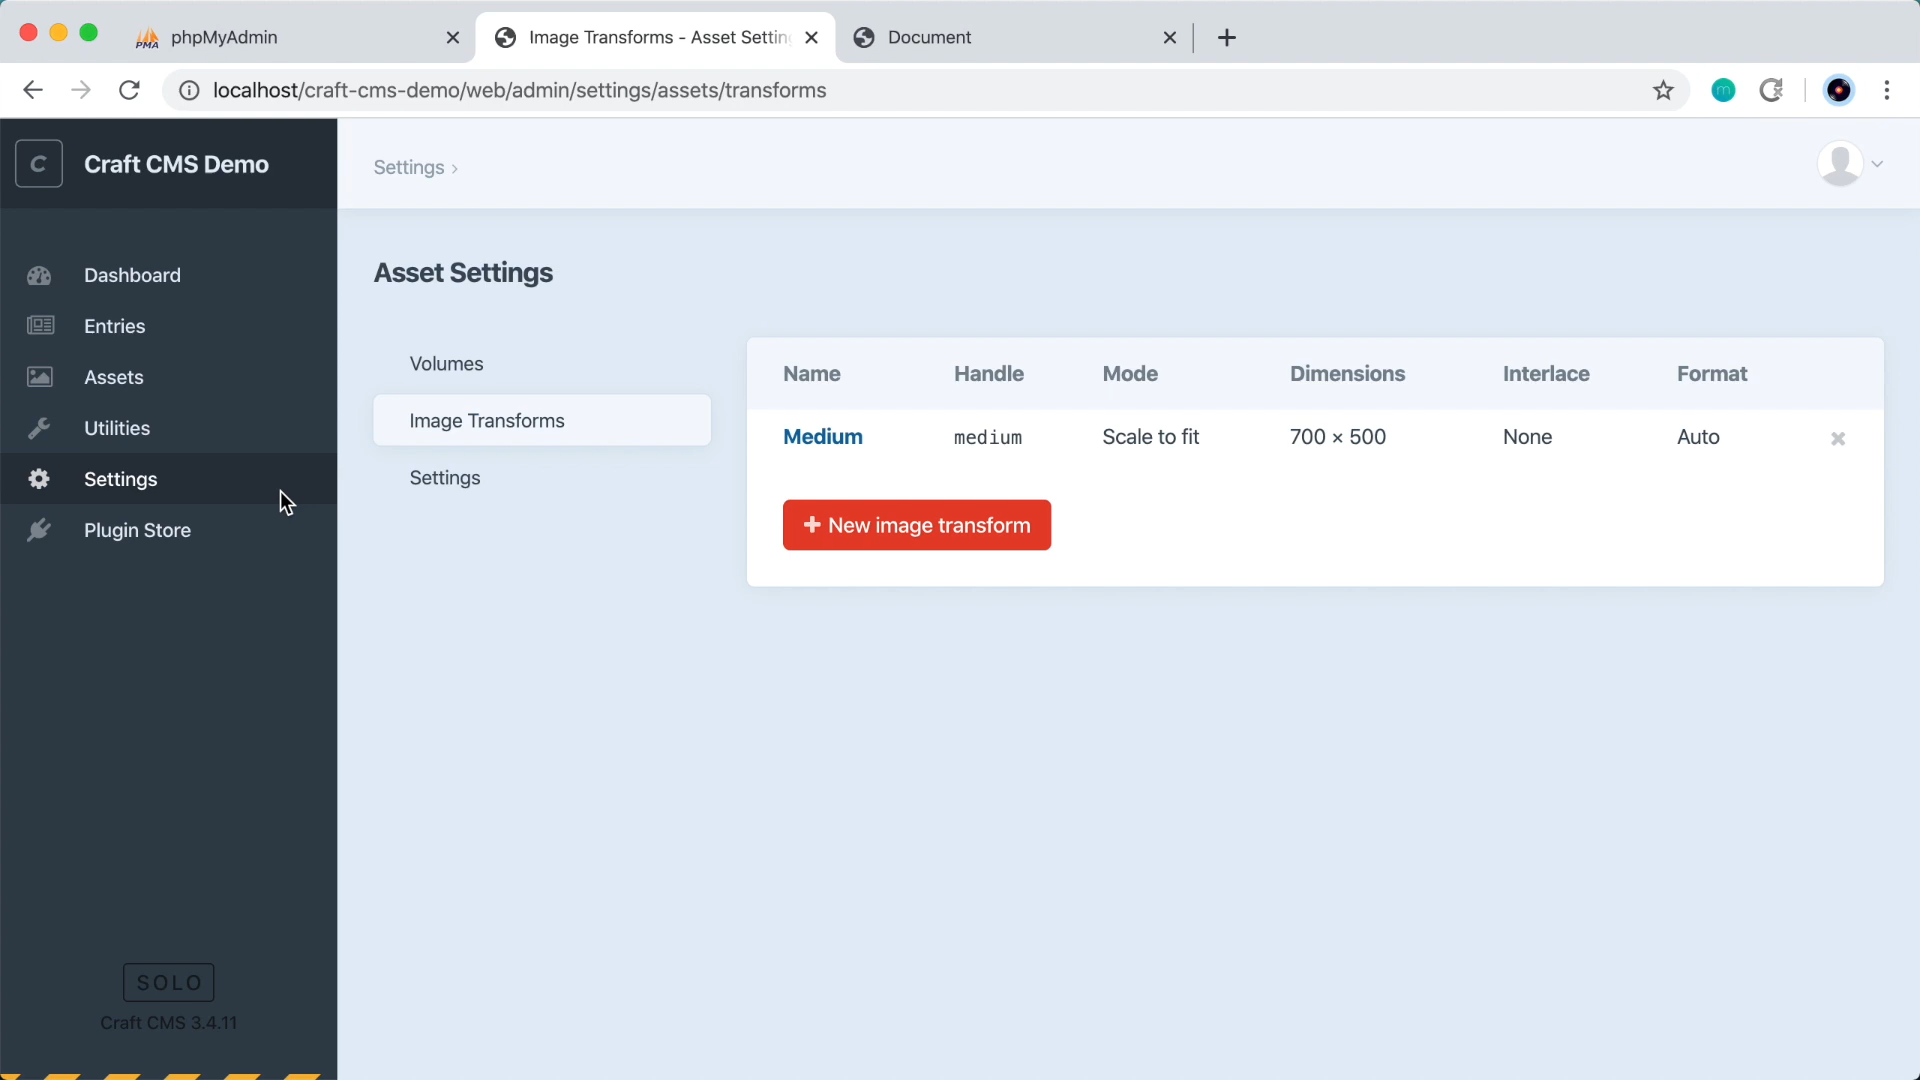 phpMyAdmin
Image Transforms - Asset Settin
Document
localhost/craft-cms-demo/web/admin/settings/assets/transforms
C
Craft CMS Demo
Settings ›
Dashboard
Entries
Assets
Utilities
Settings
Plugin Store
Asset Settings
Volumes
Image Transforms
Settings
Name Handle Mode Dimensions Interlace Format
Medium medium Scale to fit 700 × 500 None Auto
+ New image transform
SOLO
Craft CMS 3.4.11